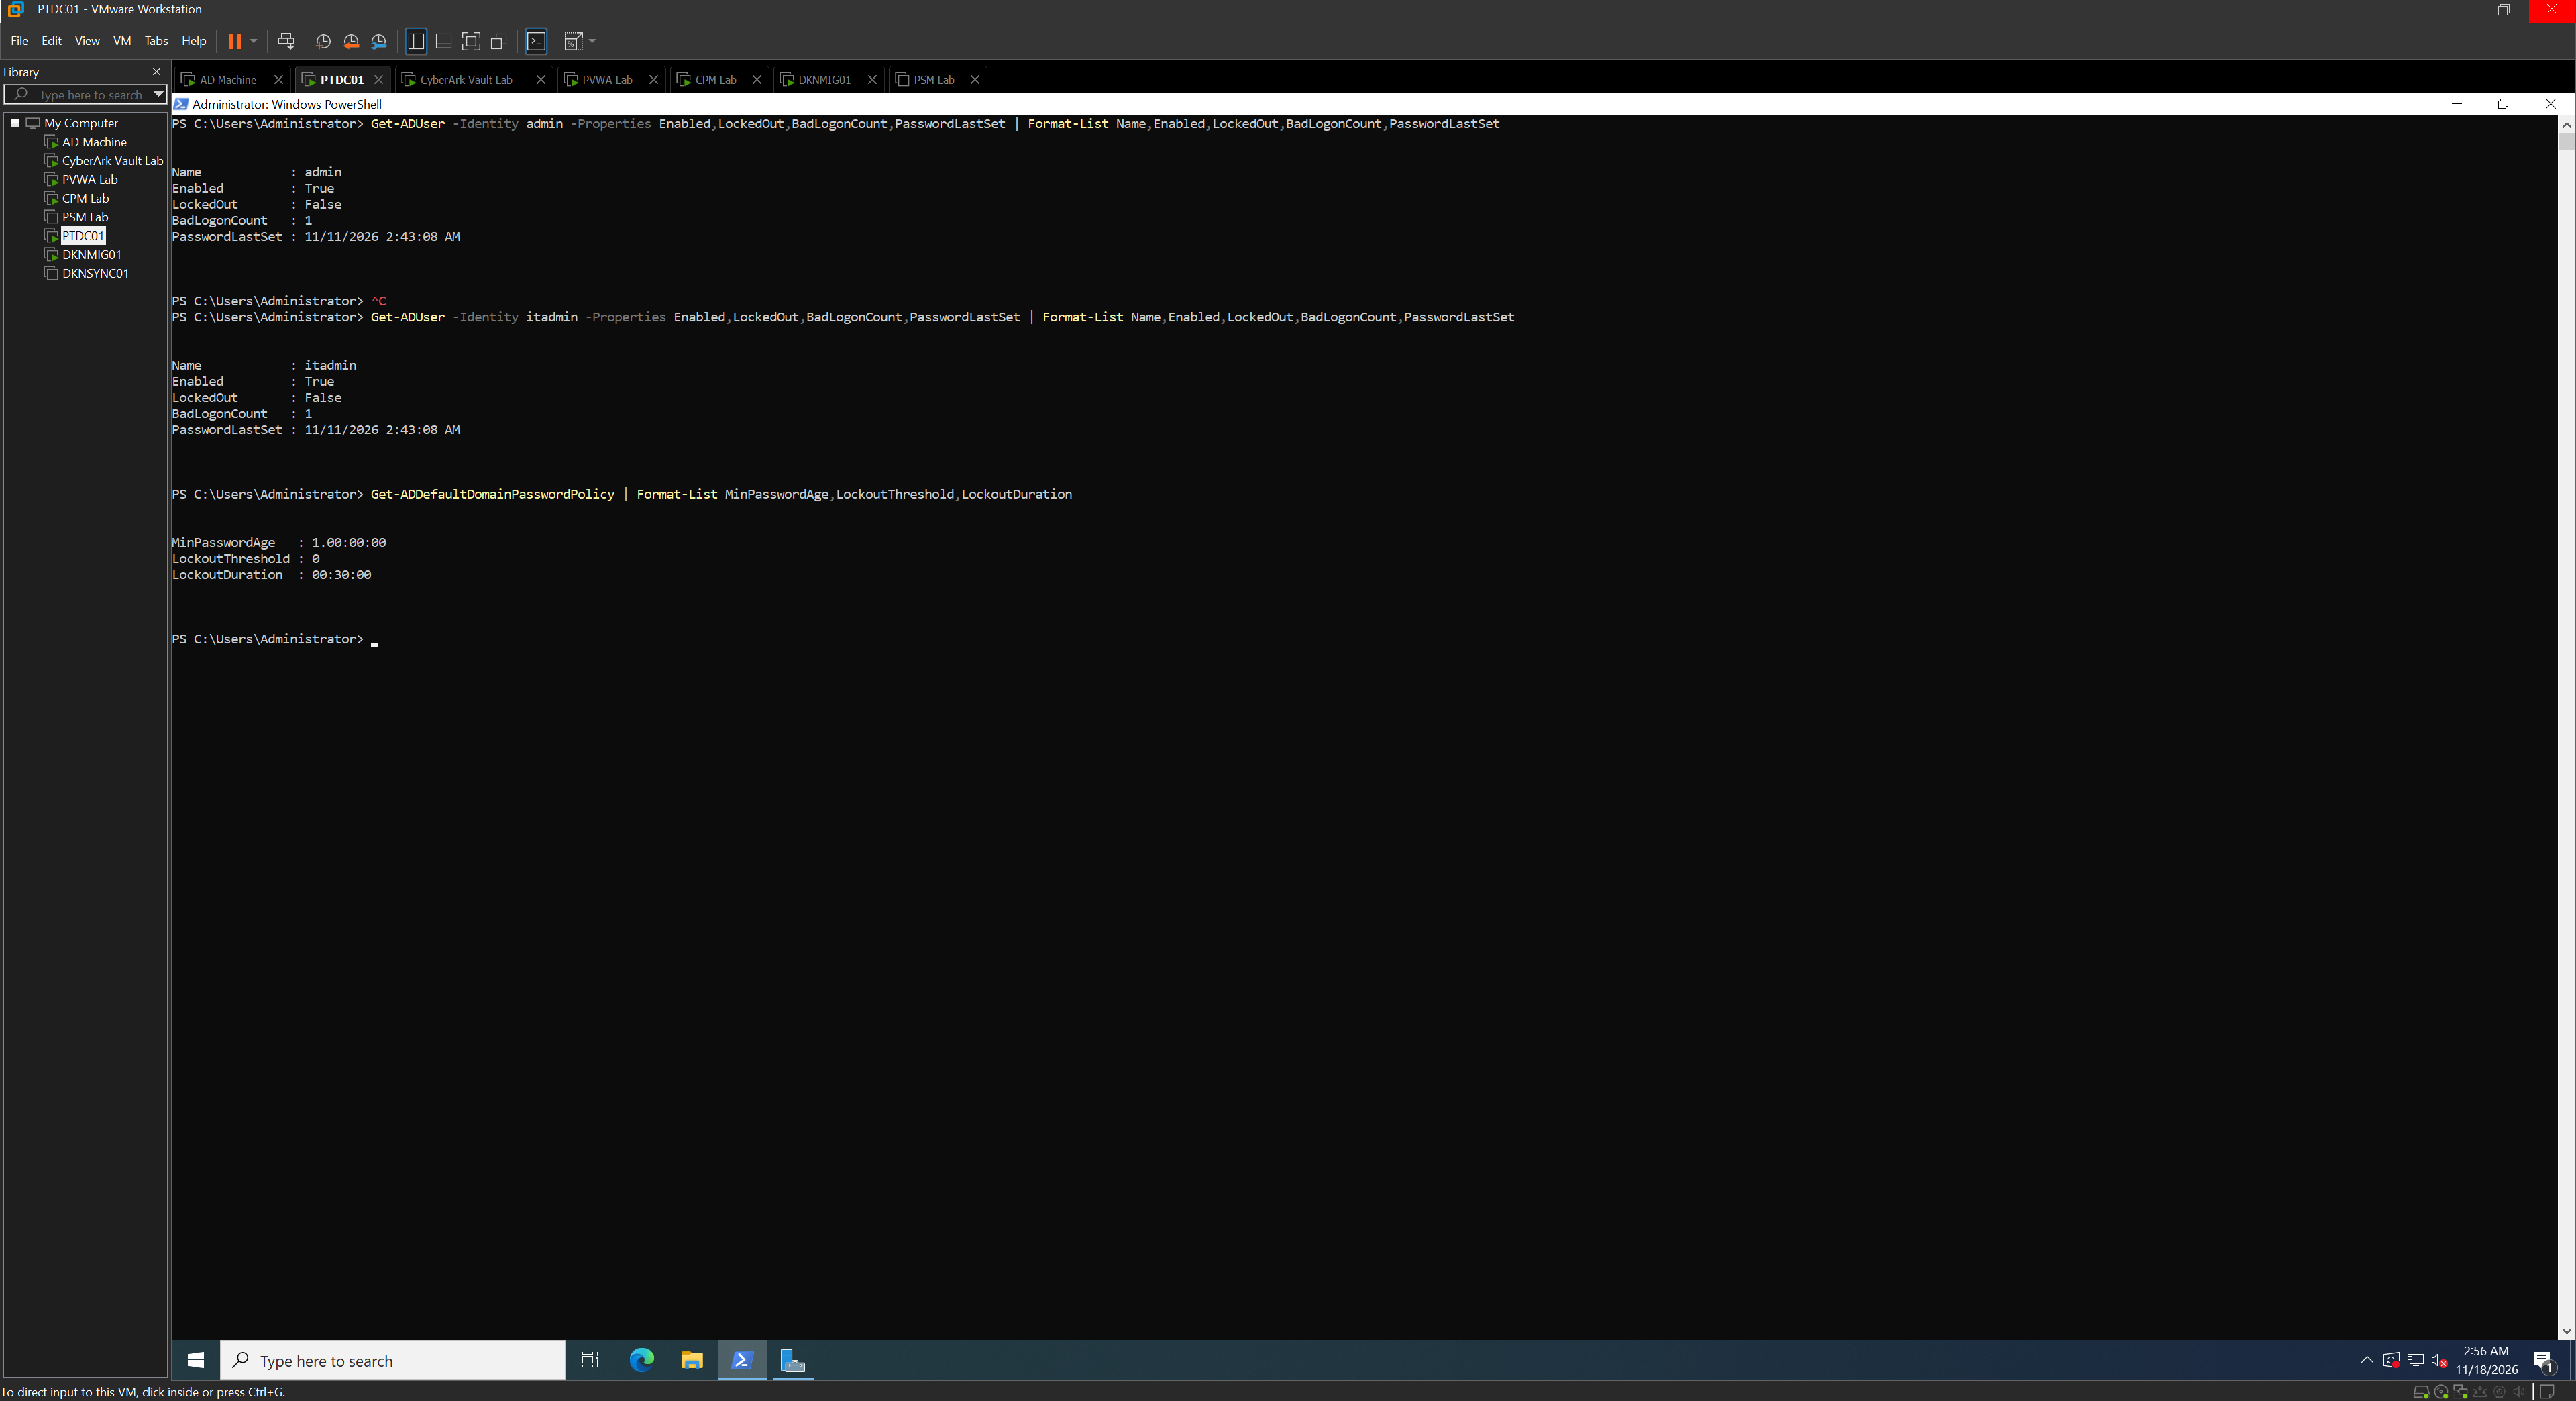 PTDC01 - VMware Workstation
File Edit View VM Tabs Help
Library
Type here to search
My Computer
AD Machine
CyberArk Vault Lab
PVWA Lab
CPM Lab
PSM Lab
PTDC01
DKNMIG01
DKNSYNC01
AD Machine PTDC01 CyberArk Vault Lab PVWA Lab CPM Lab DKNMIG01 PSM Lab
Administrator: Windows PowerShell
PS C:\Users\Administrator> Get-ADUser -Identity admin -Properties Enabled,LockedOut,BadLogonCount,PasswordLastSet | Format-List Name,Enabled,LockedOut,BadLogonCount,PasswordLastSet
Name : admin
Enabled : True
LockedOut : False
BadLogonCount : 1
PasswordLastSet : 11/11/2026 2:43:08 AM
PS C:\Users\Administrator> ^C
PS C:\Users\Administrator> Get-ADUser -Identity itadmin -Properties Enabled,LockedOut,BadLogonCount,PasswordLastSet | Format-List Name,Enabled,LockedOut,BadLogonCount,PasswordLastSet
Name : itadmin
Enabled : True
LockedOut : False
BadLogonCount : 1
PasswordLastSet : 11/11/2026 2:43:08 AM
PS C:\Users\Administrator> Get-ADDefaultDomainPasswordPolicy | Format-List MinPasswordAge,LockoutThreshold,LockoutDuration
MinPasswordAge : 1.00:00:00
LockoutThreshold : 0
LockoutDuration : 00:30:00
PS C:\Users\Administrator>
Type here to search
2:56 AM
11/18/2026
1
To direct input to this VM, click inside or press Ctrl+G.